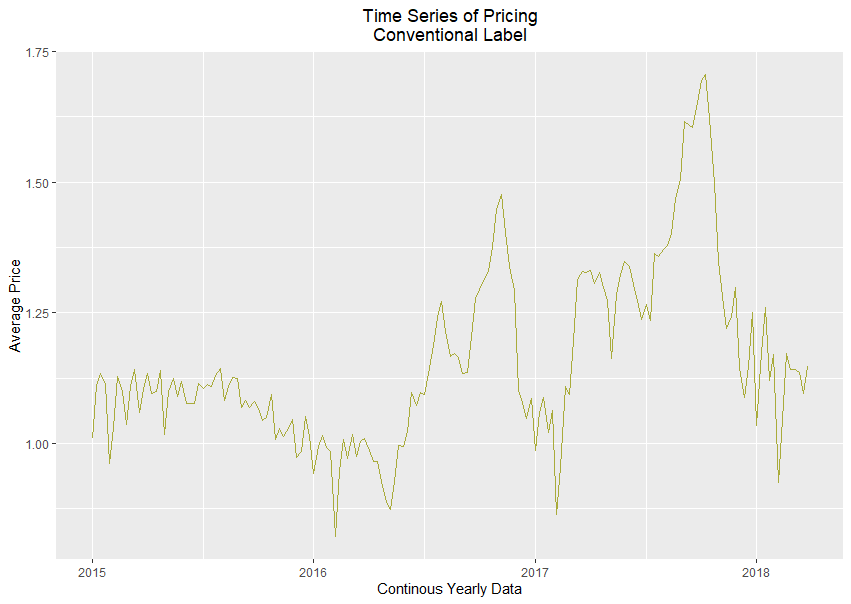 Time Series of Pricing
Conventional Label
1.75
1.50
1.25
1.00
Average Price
2015 2016 2017 2018
Continous Yearly Data